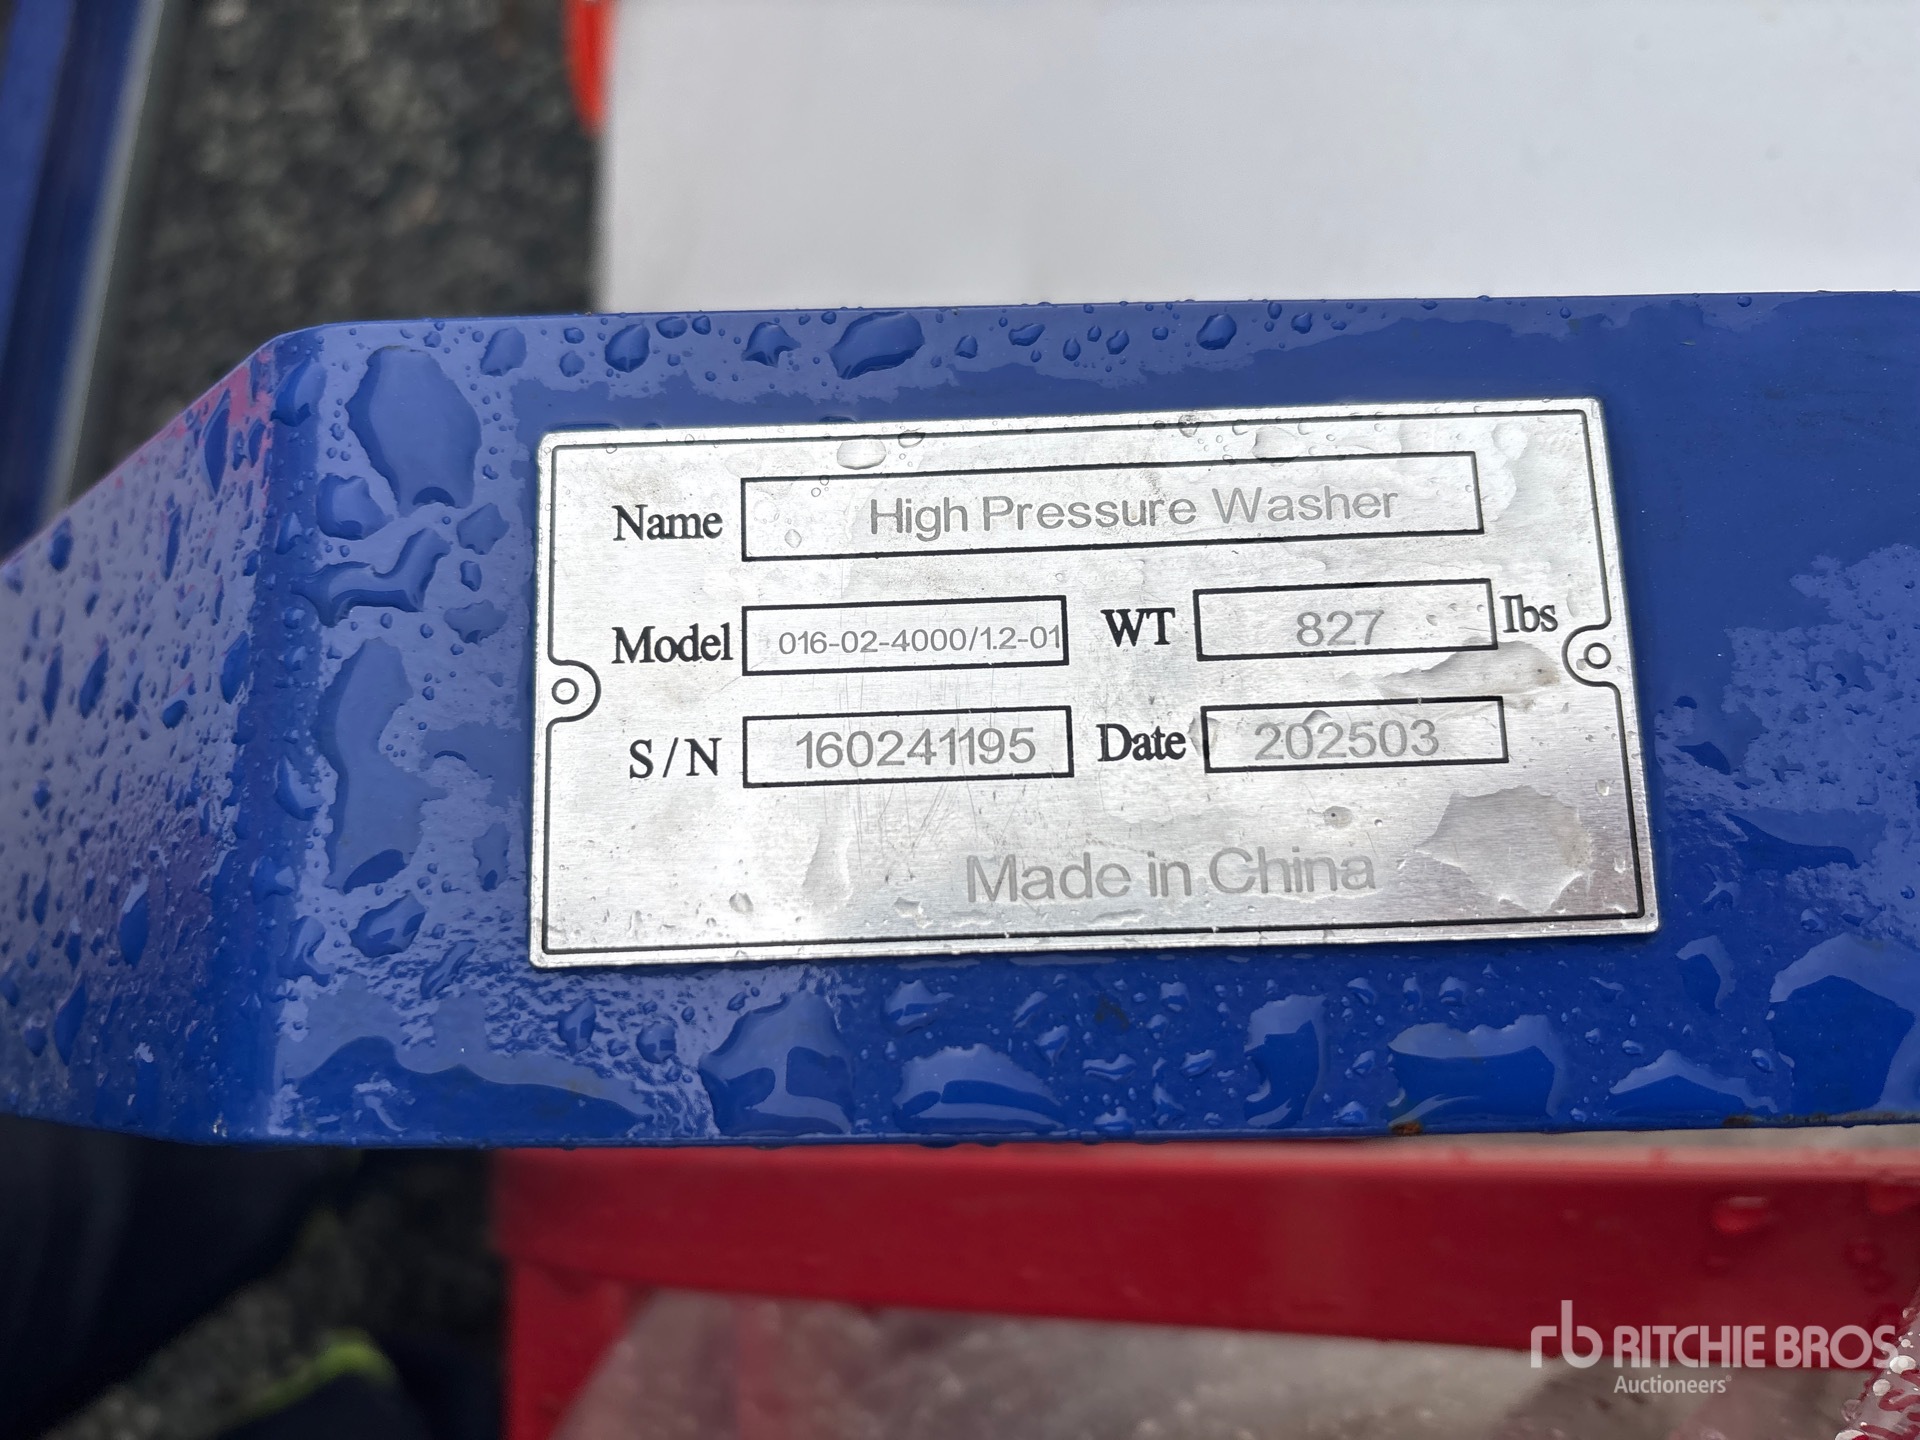 Name High Pressure Washer
Model 016-02-4000/1.2-01 WT 827 lbs
S/N 160241195 Date 202503
Made in China
rb RITCHIE BROS
Auctioneers